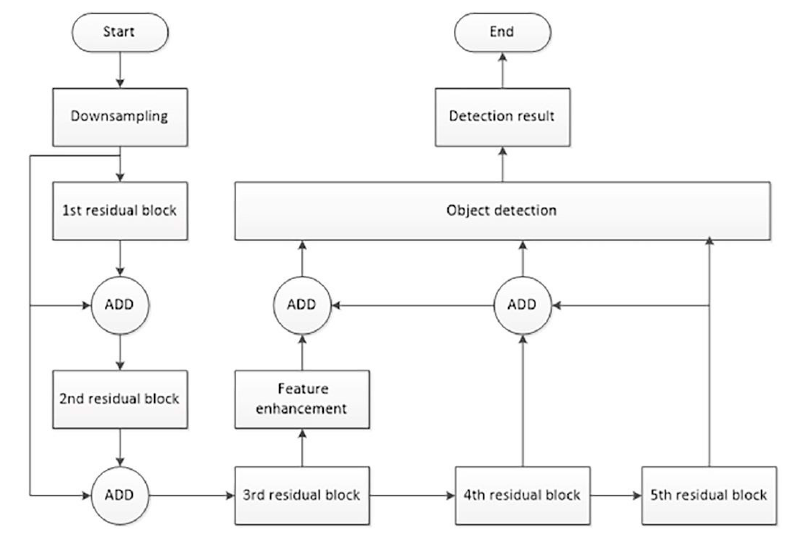 Start
End
Downsampling
Detection result
1st residual block
Object detection
ADD
ADD
ADD
2nd residual block
Feature
enhancement
ADD
3rd residual block
4th residual block
5th residual block